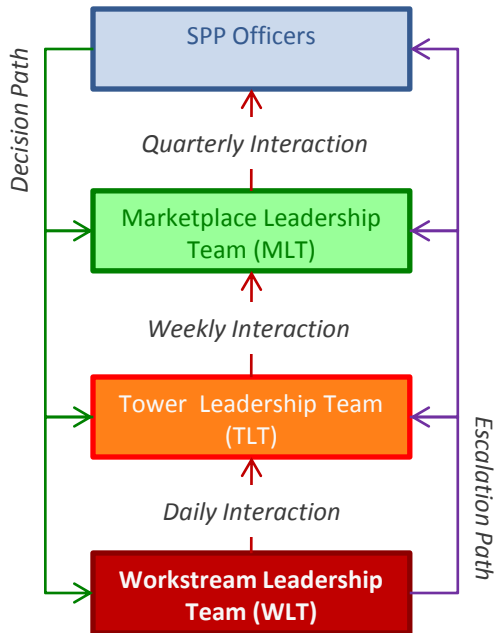 SPP Officers
Decision Path
Quarterly Interaction
Marketplace Leadership
Team (MLT)
Weekly Interaction
Tower Leadership Team
(TLT)
Escalation Path
Daily Interaction
Workstream Leadership
Team (WLT)